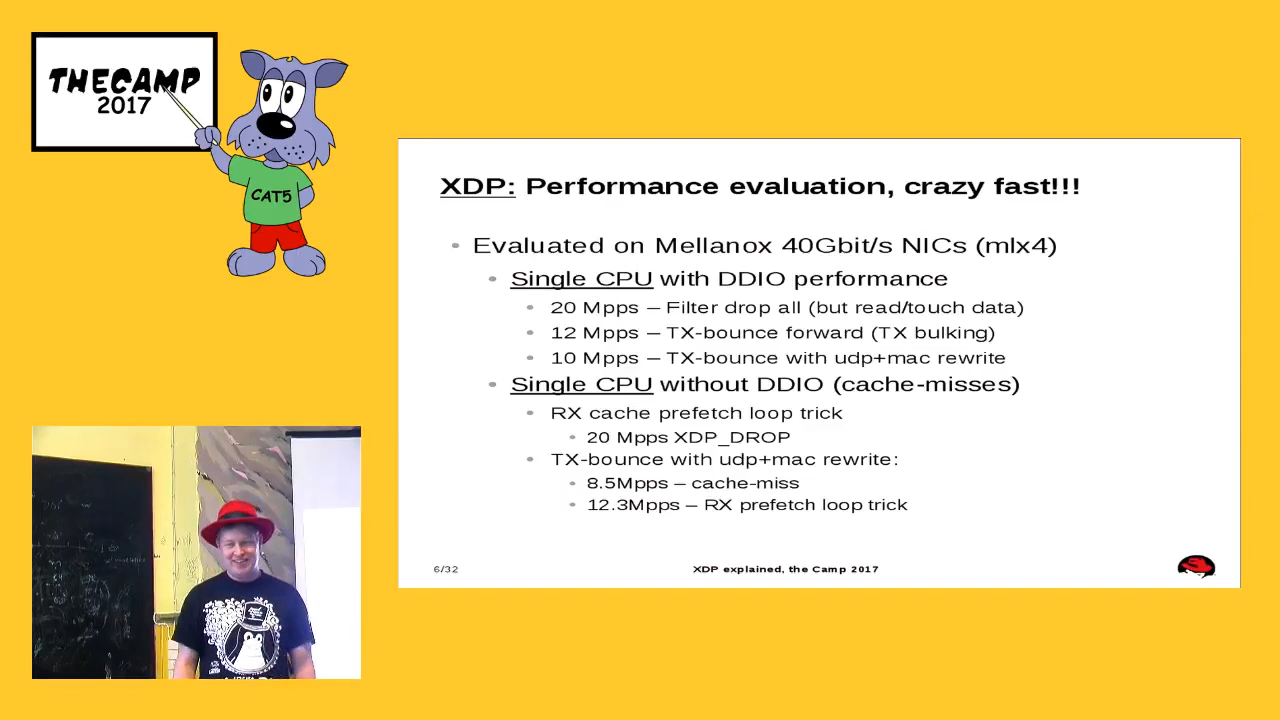 THECAMP
2017
CAT5
XDP: Performance evaluation, crazy fast!!!
Evaluated on Mellanox 40Gbit/s NICs (mlx4)
Single CPU with DDIO performance
20 Mpps – Filter drop all (but read/touch data)
12 Mpps – TX-bounce forward (TX bulking)
10 Mpps – TX-bounce with udp+mac rewrite
Single CPU without DDIO (cache-misses)
RX cache prefetch loop trick
20 Mpps XDP_DROP
TX-bounce with udp+mac rewrite:
8.5Mpps – cache-miss
12.3Mpps – RX prefetch loop trick
6/32
XDP explained, the Camp 2017